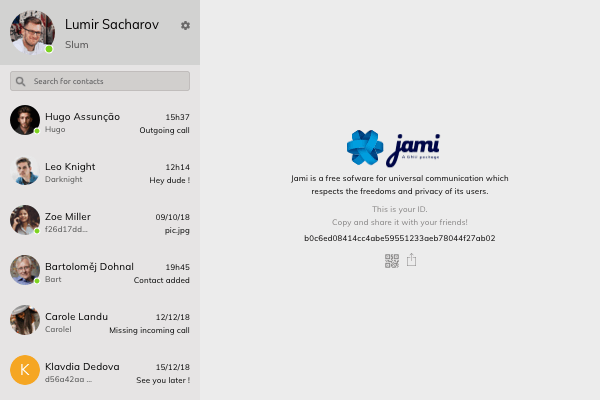 Lumir Sacharov
Slum
Search for contacts
Hugo Assunção 15h37
Hugo Outgoing call
Leo Knight 12h14
Darknight Hey dude !
Zoe Miller 09/10/18
f26d17dd... pic.jpg
Bartoloměj Dohnal 19h45
Bart Contact added
Carole Landu 12/12/18
Carolel Missing incoming call
K
Klavdia Dedova 15/12/18
d56a42aa ... See you later !
jami
A GNU package
Jami is a free sofware for universal communication which
respects the freedoms and privacy of its users.
This is your ID.
Copy and share it with your friends!
b0c6ed08414cc4abe59551233aeb78044f27ab02